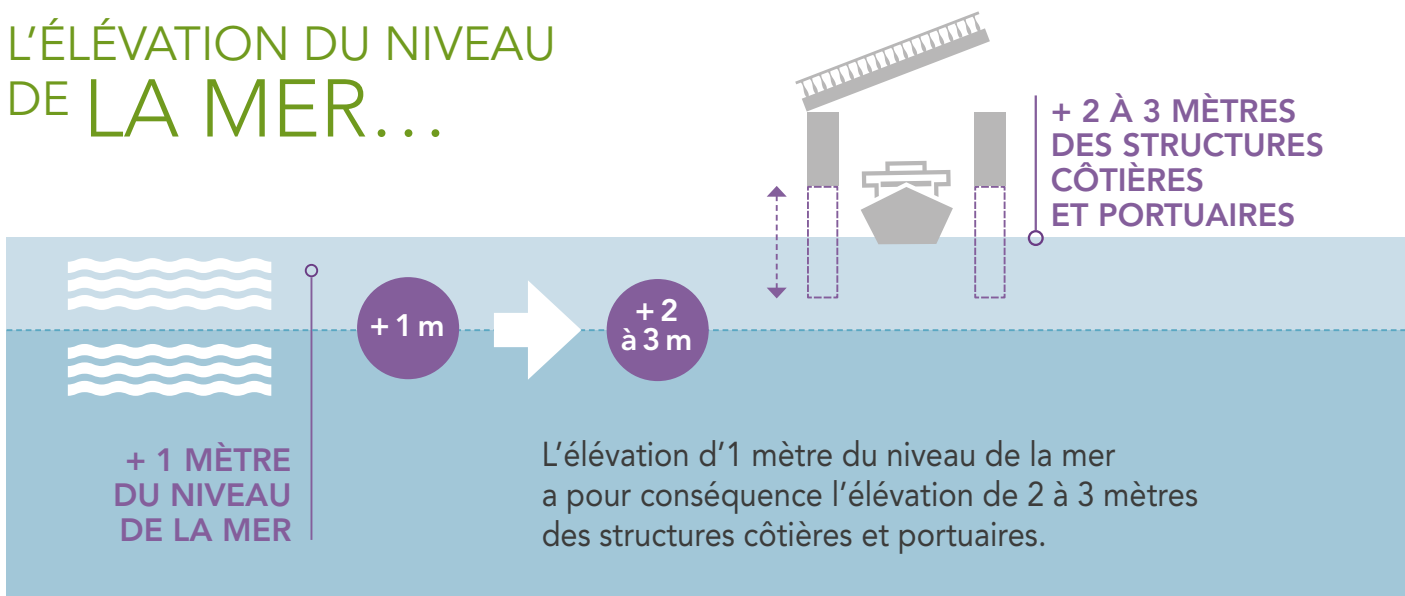 L'ÉLÉVATION DU NIVEAU
DE LA MER...
+ 2 À 3 MÈTRES
DES STRUCTURES
CÔTIÈRES
ET PORTUAIRES
+ 1 m
+ 2
à 3 m
+ 1 MÈTRE
DU NIVEAU
DE LA MER
L'élévation d'1 mètre du niveau de la mer
a pour conséquence l'élévation de 2 à 3 mètres
des structures côtières et portuaires.